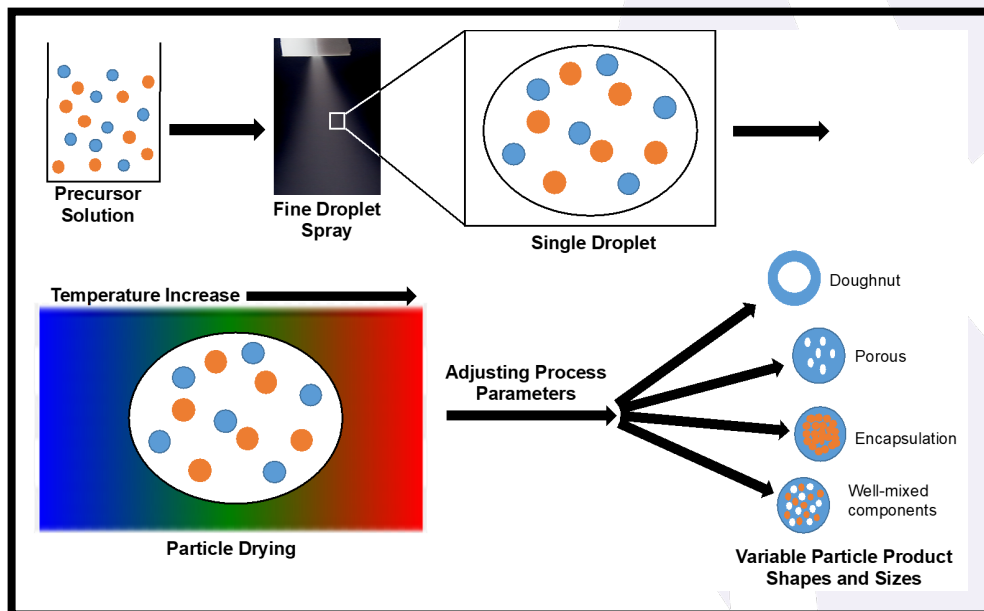 Precursor
Solution
Fine Droplet
Spray
Single Droplet
Temperature Increase
Particle Drying
Adjusting Process
Parameters
Doughnut
Porous
Encapsulation
Well-mixed
components
Variable Particle Product
Shapes and Sizes